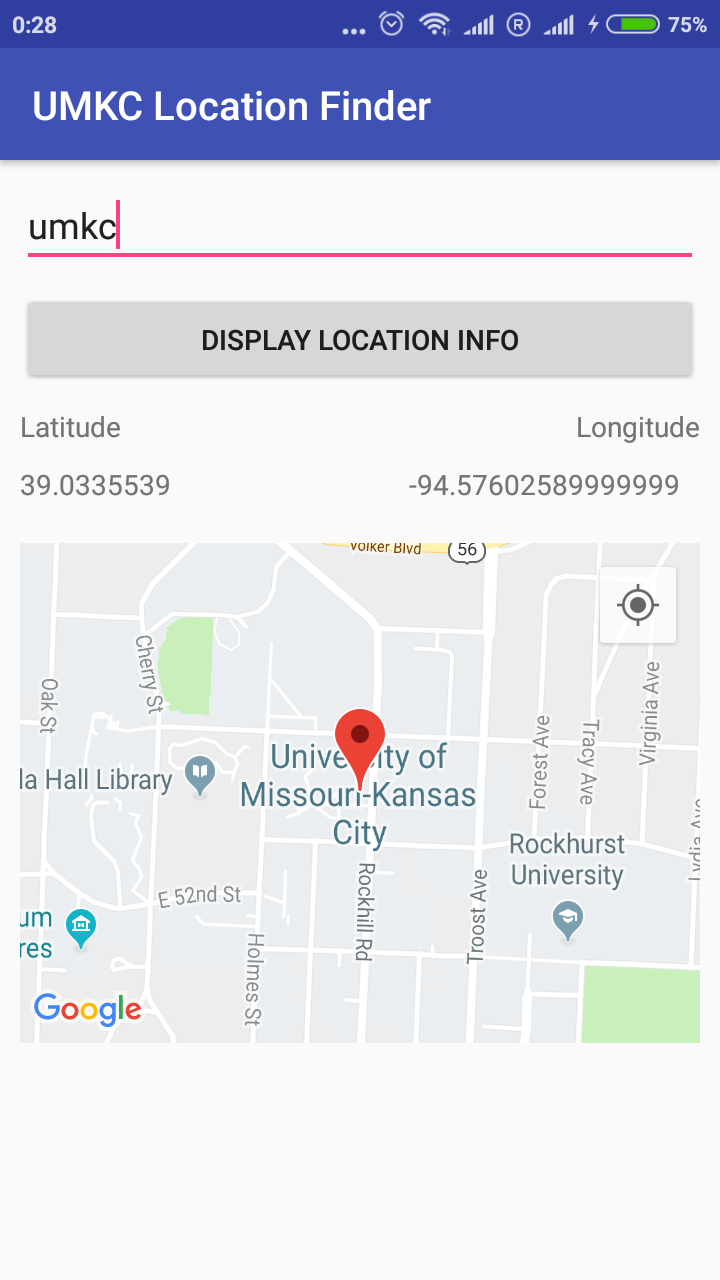 0:28
... R 75%
UMKC Location Finder
umkc
DISPLAY LOCATION INFO
Latitude Longitude
39.0335539 -94.57602589999999
Volker Blvd
56
Cherry St
Oak St
Virginia Ave
Forest Ave
Tracy Ave
University of
Missouri-Kansas
City
la Hall Library
Rockhurst
University
Rockhill Rd
Troost Ave
E 52nd St
um
res
Holmes St
Google